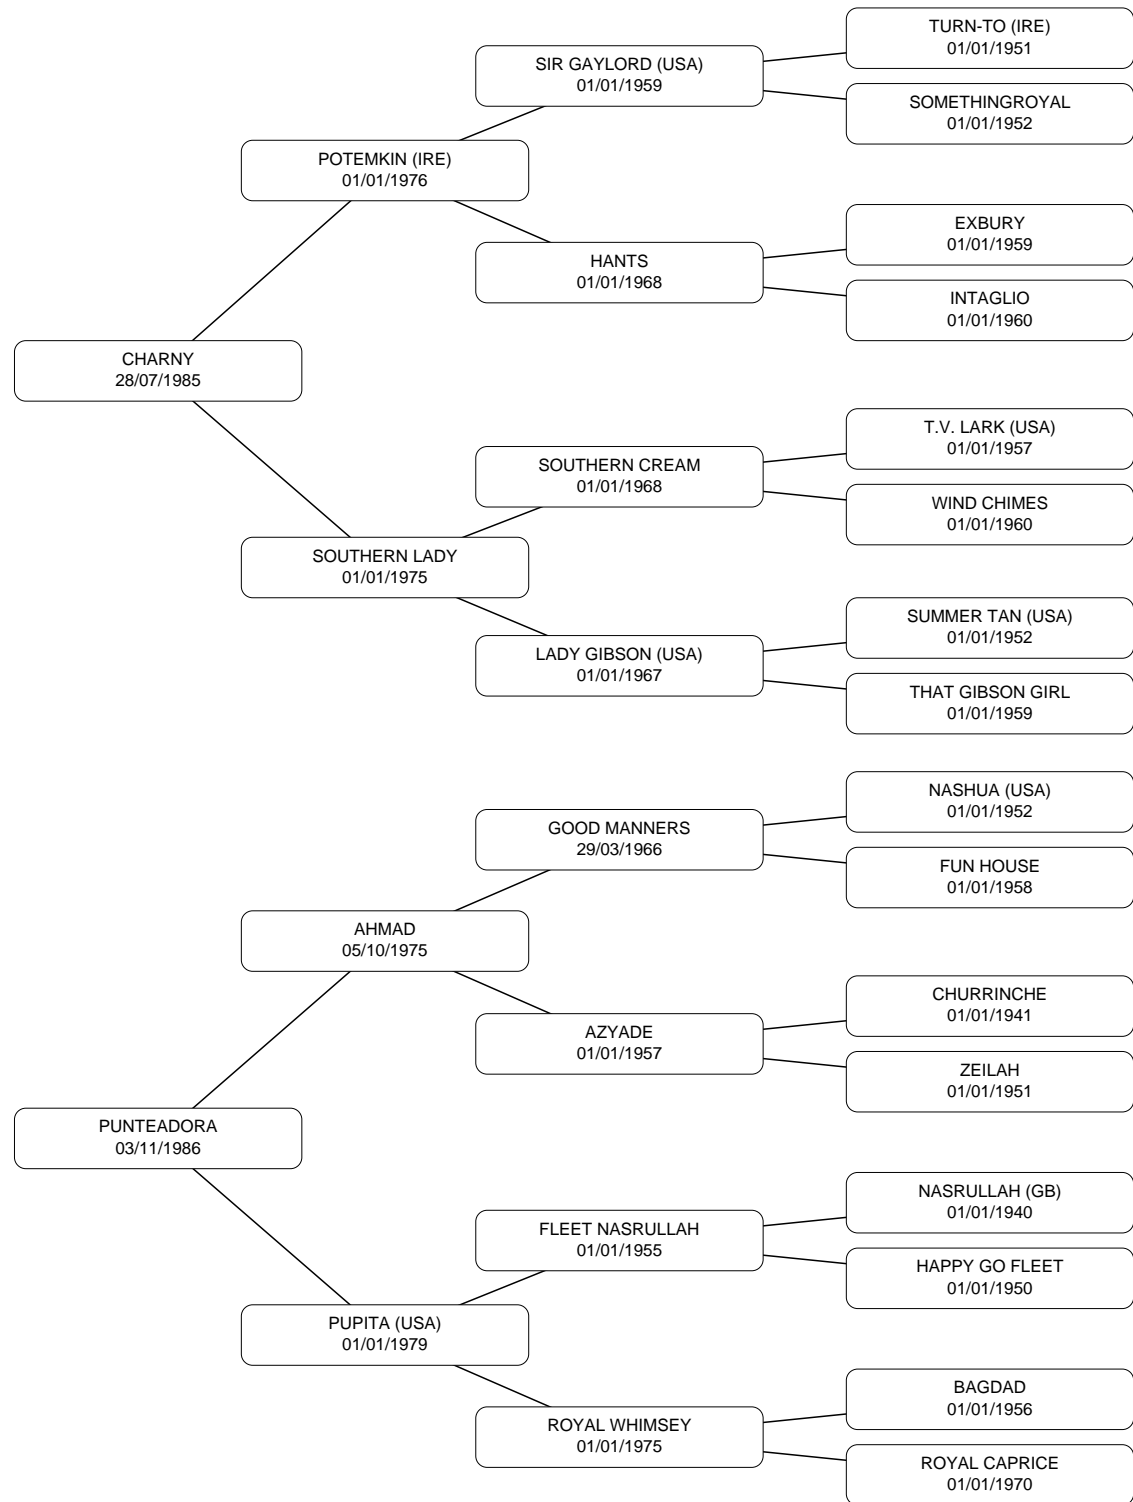 TURN-TO (IRE)
01/01/1951
SIR GAYLORD (USA)
01/01/1959
SOMETHINGROYAL
01/01/1952
POTEMKIN (IRE)
01/01/1976
EXBURY
01/01/1959
HANTS
01/01/1968
INTAGLIO
01/01/1960
CHARNY
28/07/1985
T.V. LARK (USA)
01/01/1957
SOUTHERN CREAM
01/01/1968
WIND CHIMES
01/01/1960
SOUTHERN LADY
01/01/1975
SUMMER TAN (USA)
01/01/1952
LADY GIBSON (USA)
01/01/1967
THAT GIBSON GIRL
01/01/1959
NASHUA (USA)
01/01/1952
GOOD MANNERS
29/03/1966
FUN HOUSE
01/01/1958
AHMAD
05/10/1975
CHURRINCHE
01/01/1941
AZYADE
01/01/1957
ZEILAH
01/01/1951
PUNTEADORA
03/11/1986
NASRULLAH (GB)
01/01/1940
FLEET NASRULLAH
01/01/1955
HAPPY GO FLEET
01/01/1950
PUPITA (USA)
01/01/1979
BAGDAD
01/01/1956
ROYAL WHIMSEY
01/01/1975
ROYAL CAPRICE
01/01/1970